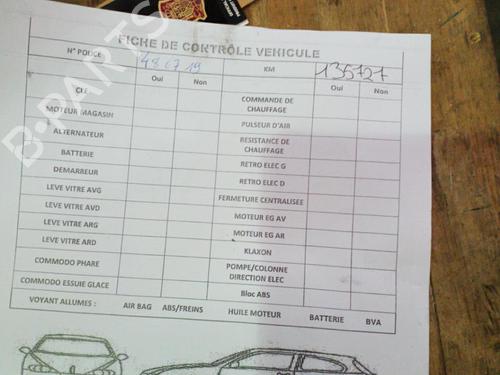 FICHE DE CONTRÔLE VEHICULE
N° POLICE 48 67 19 KM 136727
Oui Non Oui Non
CLE COMMANDE DE CHAUFFAGE
MOTEUR MAGASIN PULSEUR D'AIR
ALTERNATEUR RESISTANCE DE CHAUFFAGE
BATTERIE RETRO ELEC G
DEMARREUR RETRO ELEC D
LEVE VITRE AVG FERMETURE CENTRALISEE
LEVE VITRE AVD MOTEUR EG AV
LEVE VITRE ARG MOTEUR EG AR
LEVE VITRE ARD KLAXON
COMMODO PHARE POMPE/COLONNE DIRECTION ELEC
COMMODO ESSUIE GLACE Bloc ABS
VOYANT ALLUMES : AIR BAG ABS/FREINS HUILE MOTEUR BATTERIE BVA
B-PARTS